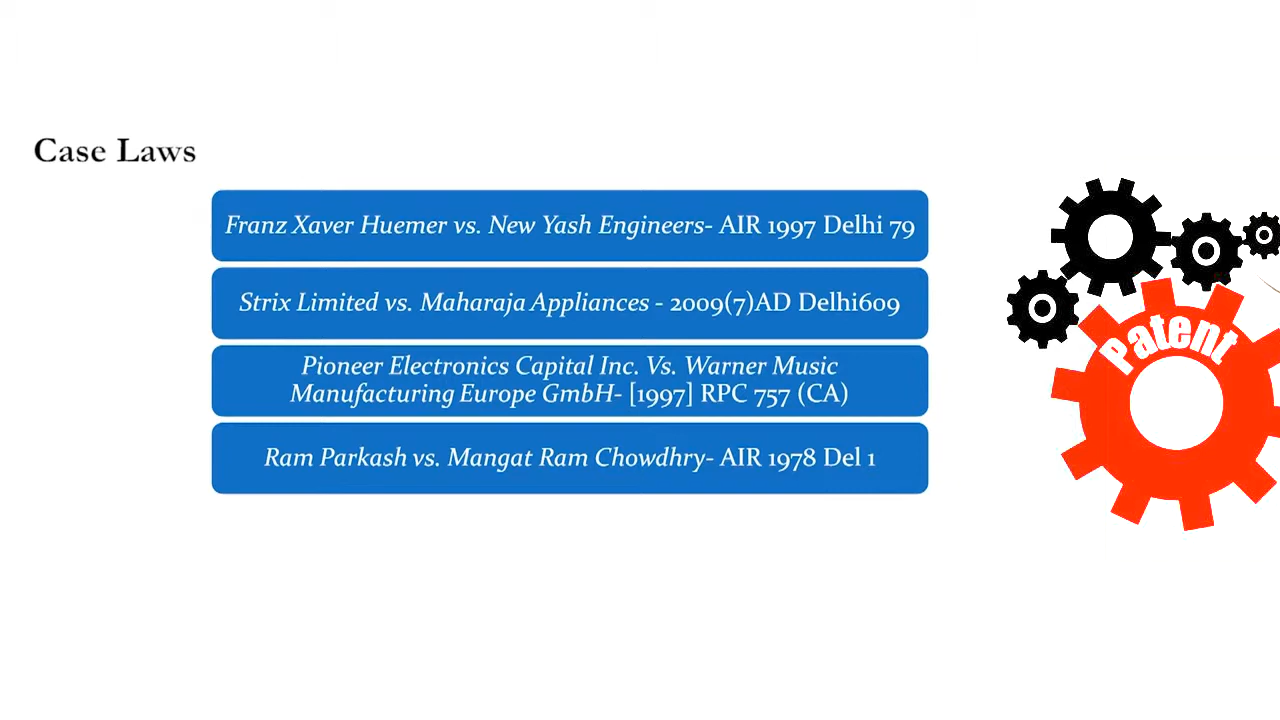 Case Laws
Franz Xaver Huemer vs. New Yash Engineers- AIR 1997 Delhi 79
Strix Limited vs. Maharaja Appliances - 2009(7)AD Delhi609
Pioneer Electronics Capital Inc. Vs. Warner Music
Manufacturing Europe GmbH- [1997] RPC 757 (CA)
Ram Parkash vs. Mangat Ram Chowdhry- AIR 1978 Del 1
Patent